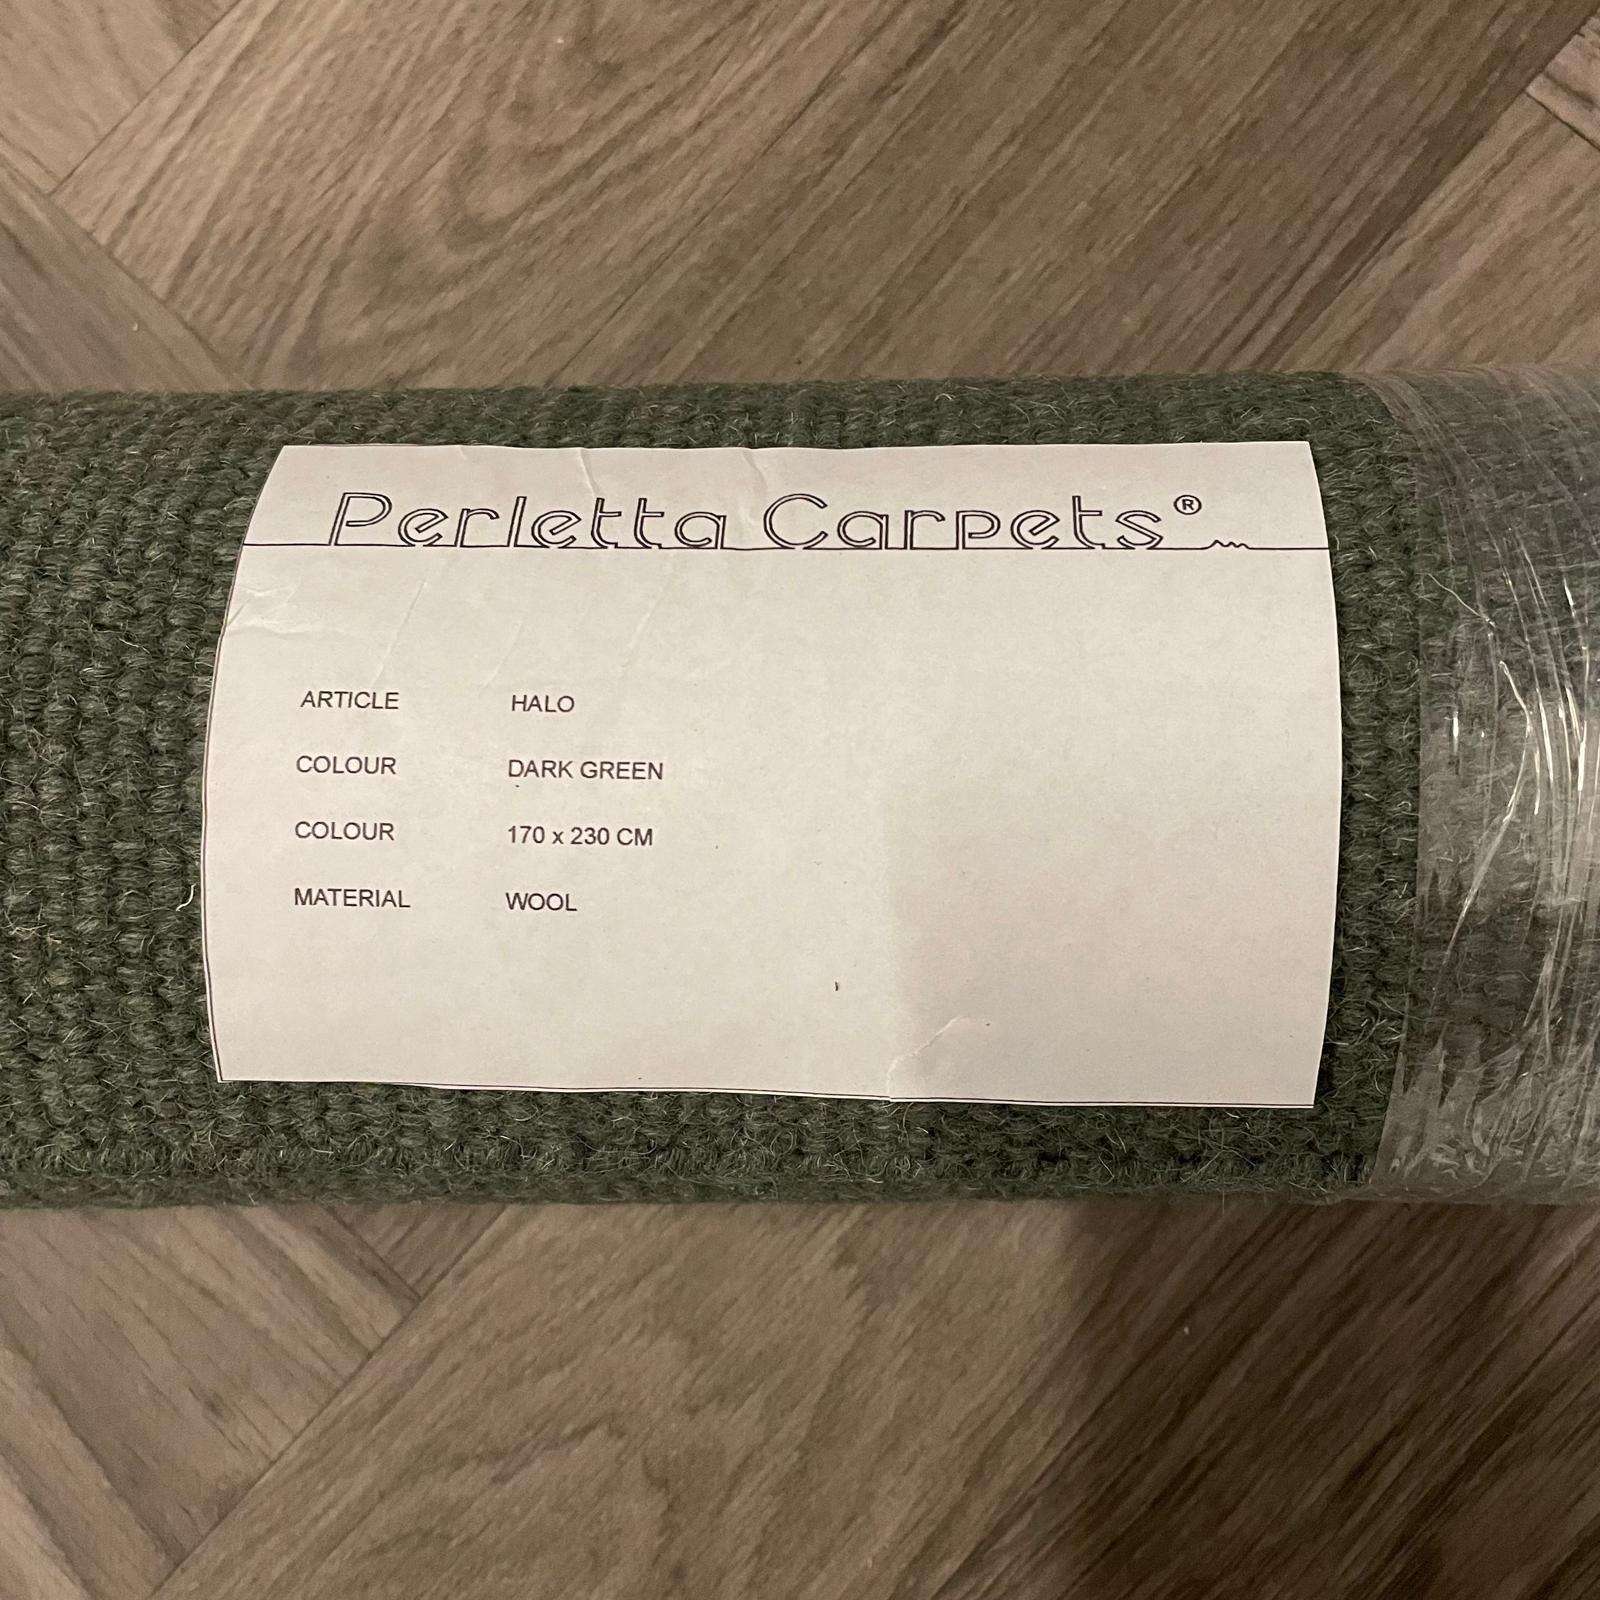 Perletta Carpets®
ARTICLE HALO
COLOUR DARK GREEN
COLOUR 170 x 230 CM
MATERIAL WOOL